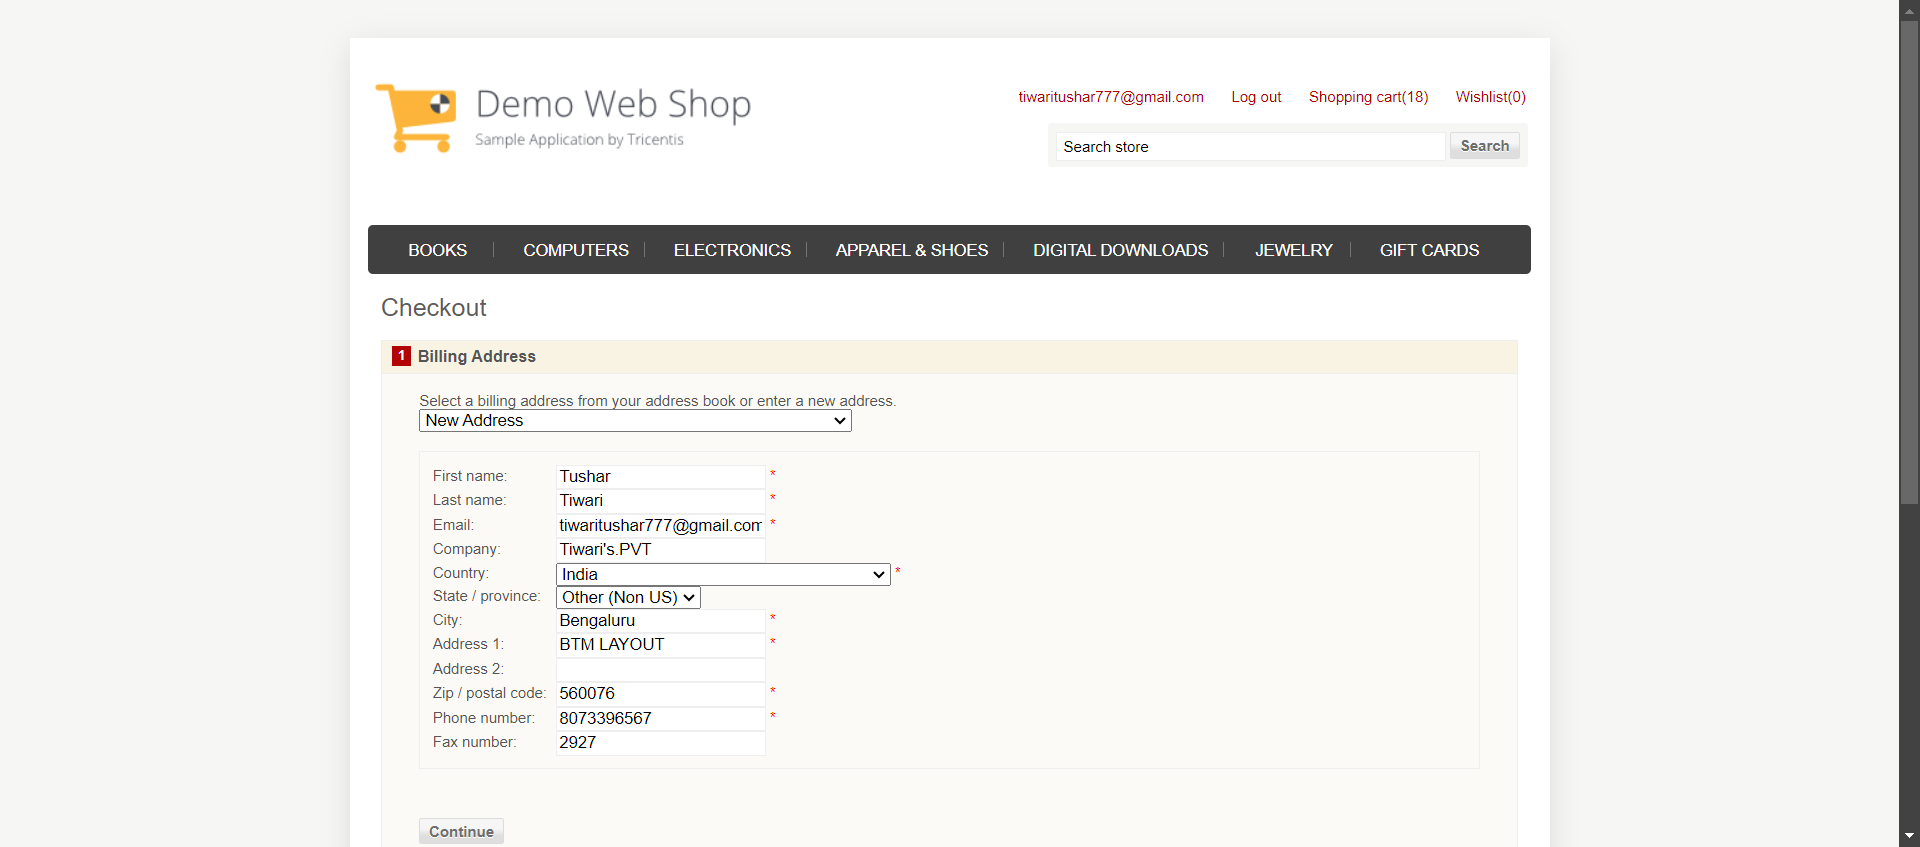 Demo Web Shop
Sample Application by Tricentis
tiwaritushar777@gmail.com Log out Shopping cart(18) Wishlist(0)
Search store Search
BOOKS COMPUTERS ELECTRONICS APPAREL & SHOES DIGITAL DOWNLOADS JEWELRY GIFT CARDS
Checkout
1 Billing Address
Select a billing address from your address book or enter a new address.
New Address
First name: Tushar *
Last name: Tiwari *
Email: tiwaritushar777@gmail.com *
Company: Tiwari's.PVT
Country: India *
State / province: Other (Non US)
City: Bengaluru *
Address 1: BTM LAYOUT *
Address 2:
Zip / postal code: 560076 *
Phone number: 8073396567 *
Fax number: 2927
Continue